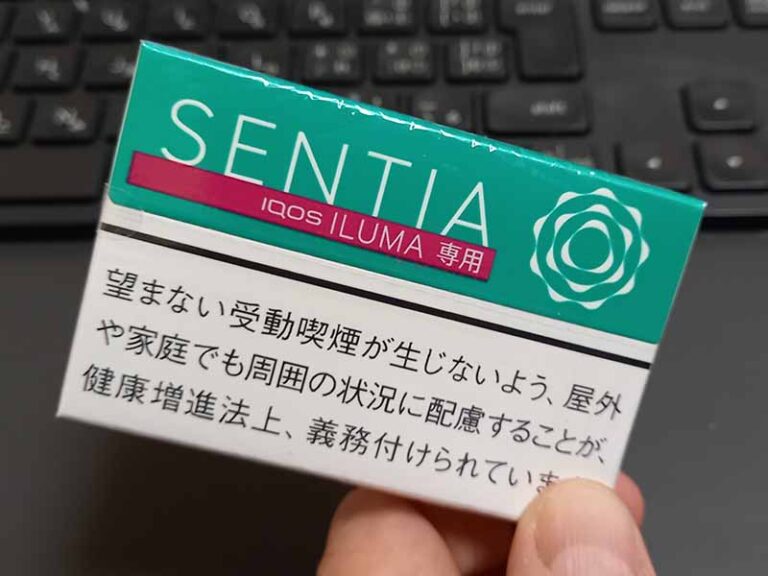 SENTIA
IQOS ILUMA 専用
望まない受動喫煙が生じないよう、屋外
や家庭でも周囲の状況に配慮することが、
健康増進法上、義務付けられていま